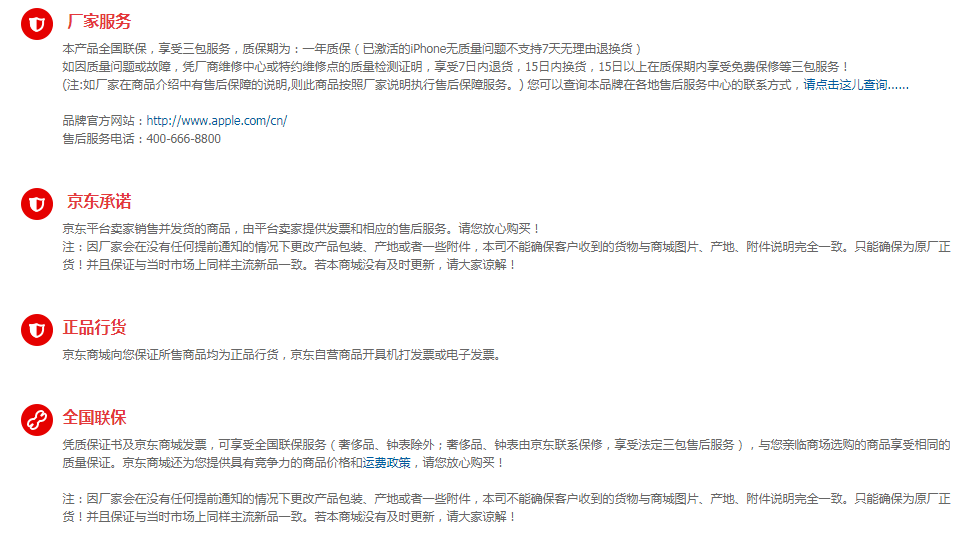 厂家服务
本产品全国联保，享受三包服务，质保期为：一年质保（已激活的iPhone无质量问题不支持7天无理由退换货）
如因质量问题或故障，凭厂商维修中心或特约维修点的质量检测证明，享受7日内退货，15日内换货，15日以上在质保期内享受免费保修等三包服务！
(注:如厂家在商品介绍中有售后保障的说明,则此商品按照厂家说明执行售后保障服务。) 您可以查询本品牌在各地售后服务中心的联系方式，请点击这儿查询......
品牌官方网站：http://www.apple.com/cn/
售后服务电话：400-666-8800
京东承诺
京东平台卖家销售并发货的商品，由平台卖家提供发票和相应的售后服务。请您放心购买！
注：因厂家会在没有任何提前通知的情况下更改产品包装、产地或者一些附件，本司不能确保客户收到的货物与商城图片、产地、附件说明完全一致。只能确保为原厂正
货！并且保证与当时市场上同样主流新品一致。若本商城没有及时更新，请大家谅解！
正品行货
京东商城向您保证所售商品均为正品行货，京东自营商品开具机打发票或电子发票。
全国联保
凭质保证书及京东商城发票，可享受全国联保服务（奢侈品、钟表除外；奢侈品、钟表由京东联系保修，享受法定三包售后服务），与您亲临商场选购的商品享受相同的
质量保证。京东商城还为您提供具有竞争力的商品价格和运费政策，请您放心购买！
注：因厂家会在没有任何提前通知的情况下更改产品包装、产地或者一些附件，本司不能确保客户收到的货物与商城图片、产地、附件说明完全一致。只能确保为原厂正
货！并且保证与当时市场上同样主流新品一致。若本商城没有及时更新，请大家谅解！